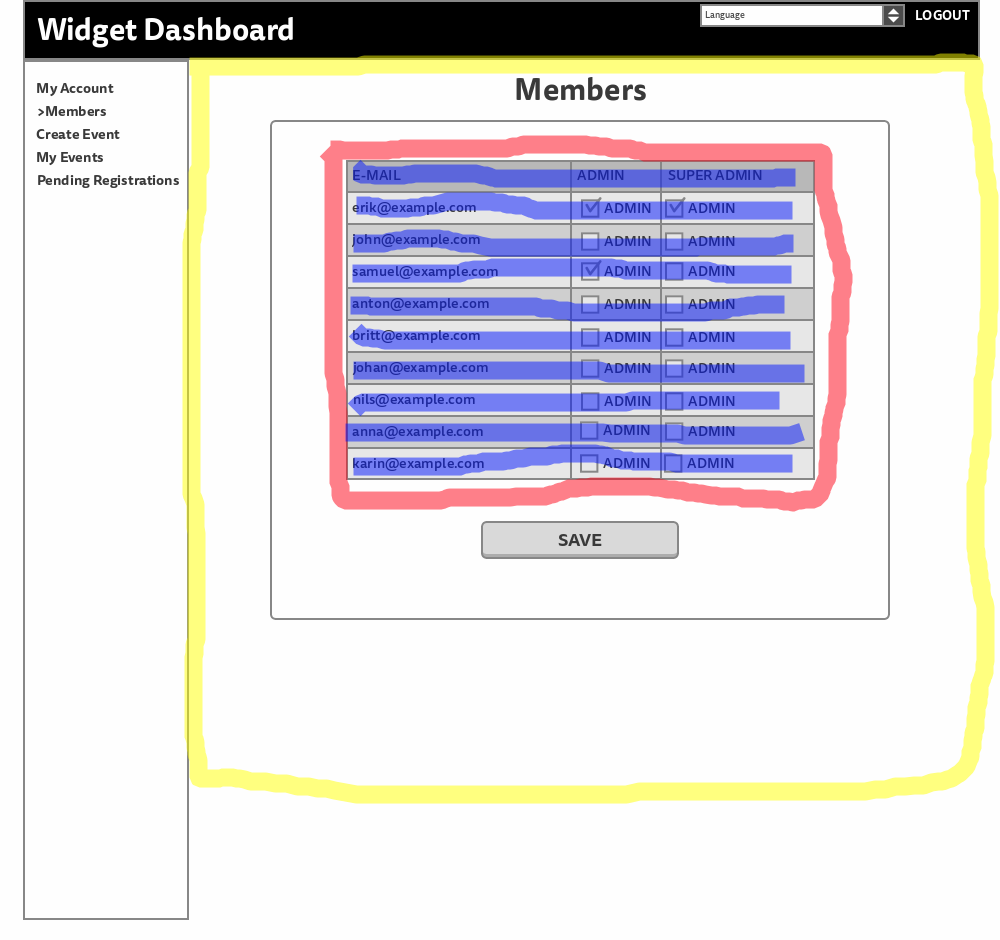 Widget Dashboard
Language
LOGOUT
My Account
>Members
Create Event
My Events
Pending Registrations
Members
E-MAIL ADMIN SUPER ADMIN
erik@example.com ADMIN ADMIN
john@example.com ADMIN ADMIN
samuel@example.com ADMIN ADMIN
anton@example.com ADMIN ADMIN
britt@example.com ADMIN ADMIN
johan@example.com ADMIN ADMIN
nils@example.com ADMIN ADMIN
anna@example.com ADMIN ADMIN
karin@example.com ADMIN ADMIN
SAVE